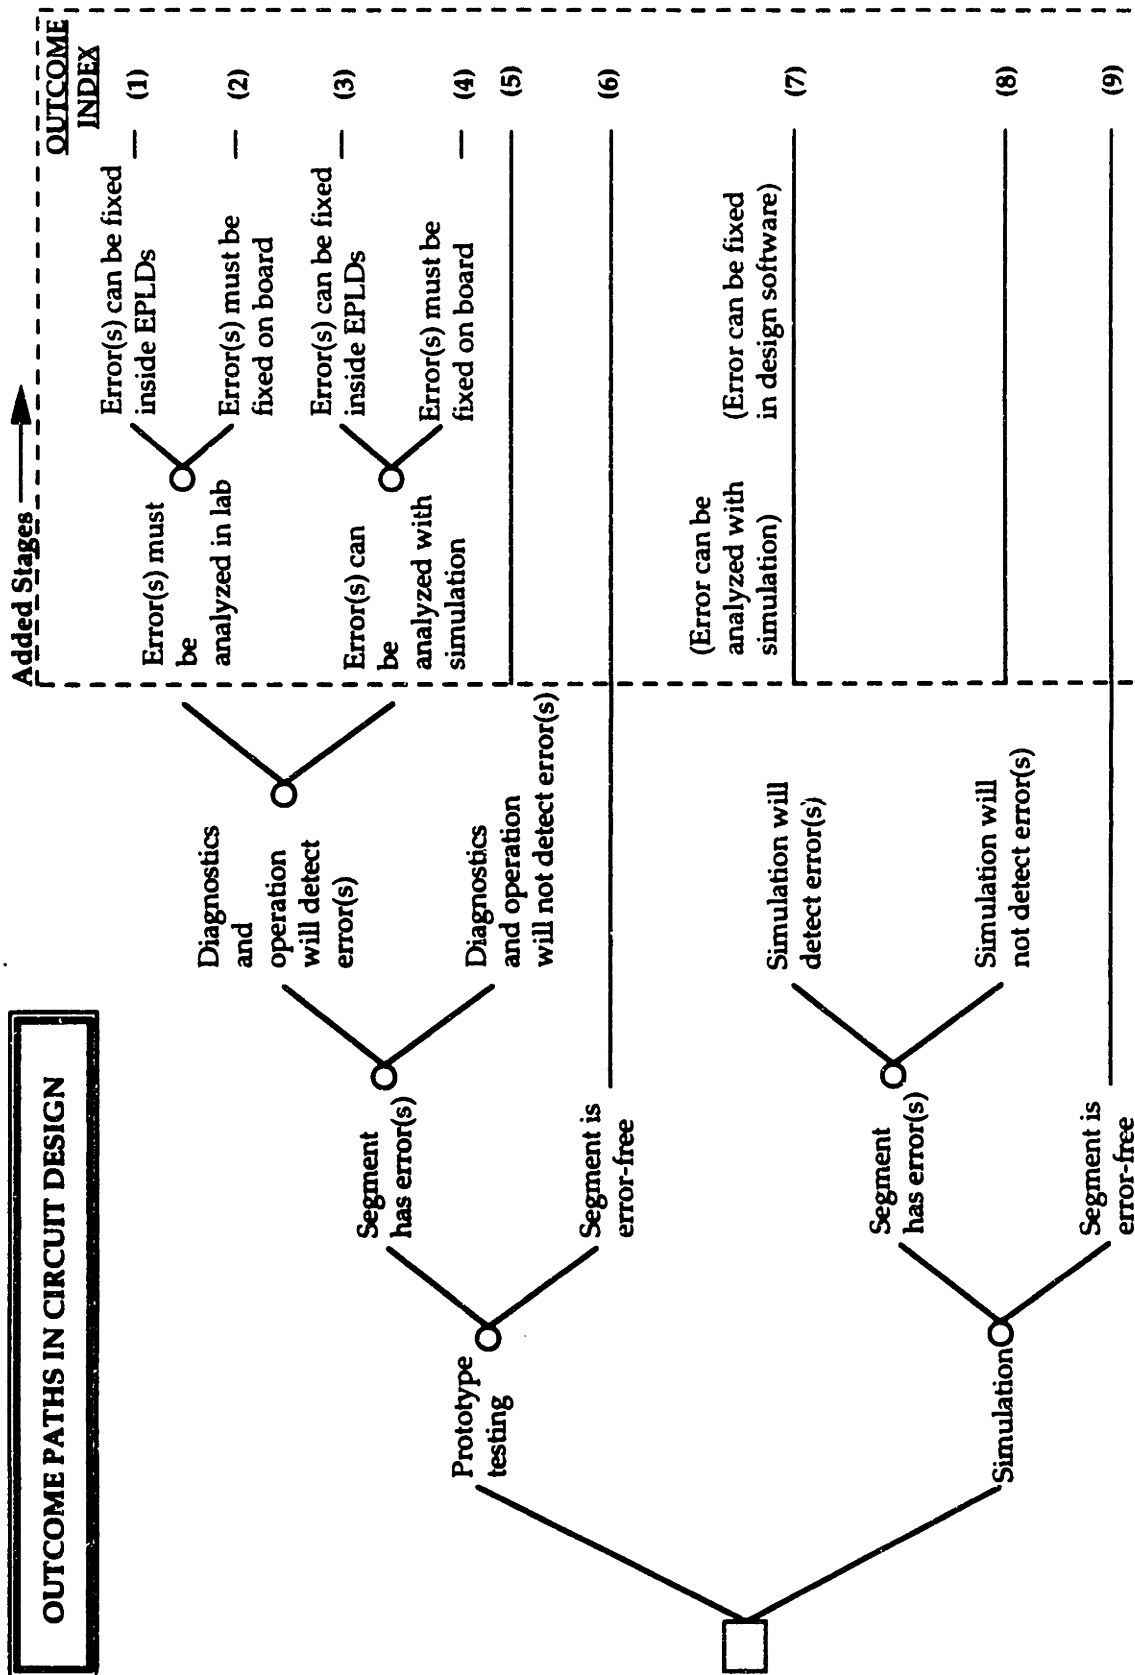 OUTCOME PATHS IN CIRCUIT DESIGN
Added Stages
OUTCOME
INDEX
Prototype
testing
Simulation
Segment
has error(s)
Segment is
error-free
Segment
has error(s)
Segment is
error-free
Diagnostics
and
operation
will detect
error(s)
Diagnostics
and operation
will not detect error(s)
Simulation will
detect error(s)
Simulation will
not detect error(s)
Error(s) must
be
analyzed in lab
Error(s) can
be
analyzed with
simulation
(Error can be
analyzed with
simulation)
Error(s) can be fixed
inside EPLDs
Error(s) must be
fixed on board
Error(s) can be fixed
inside EPLDs
Error(s) must be
fixed on board
(Error can be fixed
in design software)
(1)
(2)
(3)
(4)
(5)
(6)
(7)
(8)
(9)